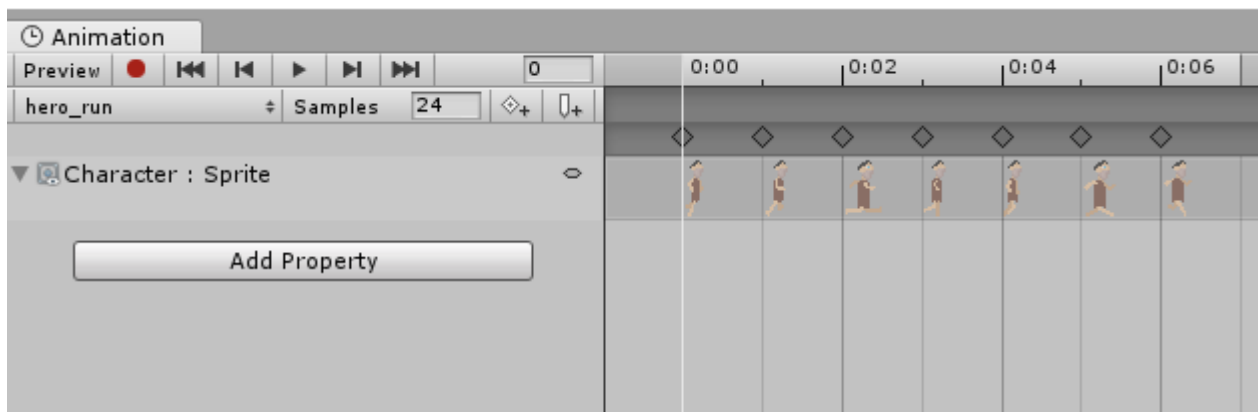 Animation
Preview 0 0:00 0:02 0:04 0:06
hero_run Samples 24
Character : Sprite
Add Property